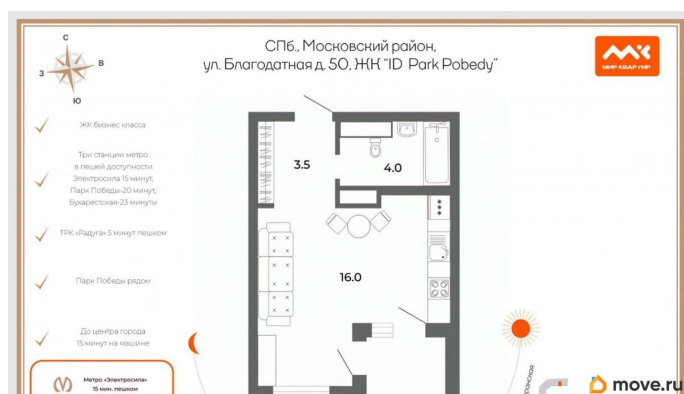 СПб., Московский район,
ул. Благодатная д. 50, ЖК "ID Park Pobedy"
МИР КВАРТИР
С
В
З
Ю
ЖК бизнес класса
Три станции метро
в пешей доступности:
Электросила 15 минут,
Парк Победы-20 минут,
Бухарестская-23 минуты
ТРК «Радуга» 5 минут пешком
Парк Победы рядом
До центра города
15 минут на машине
Метро «Электросила»
15 мин. пешком
3.5
4.0
16.0
move.ru